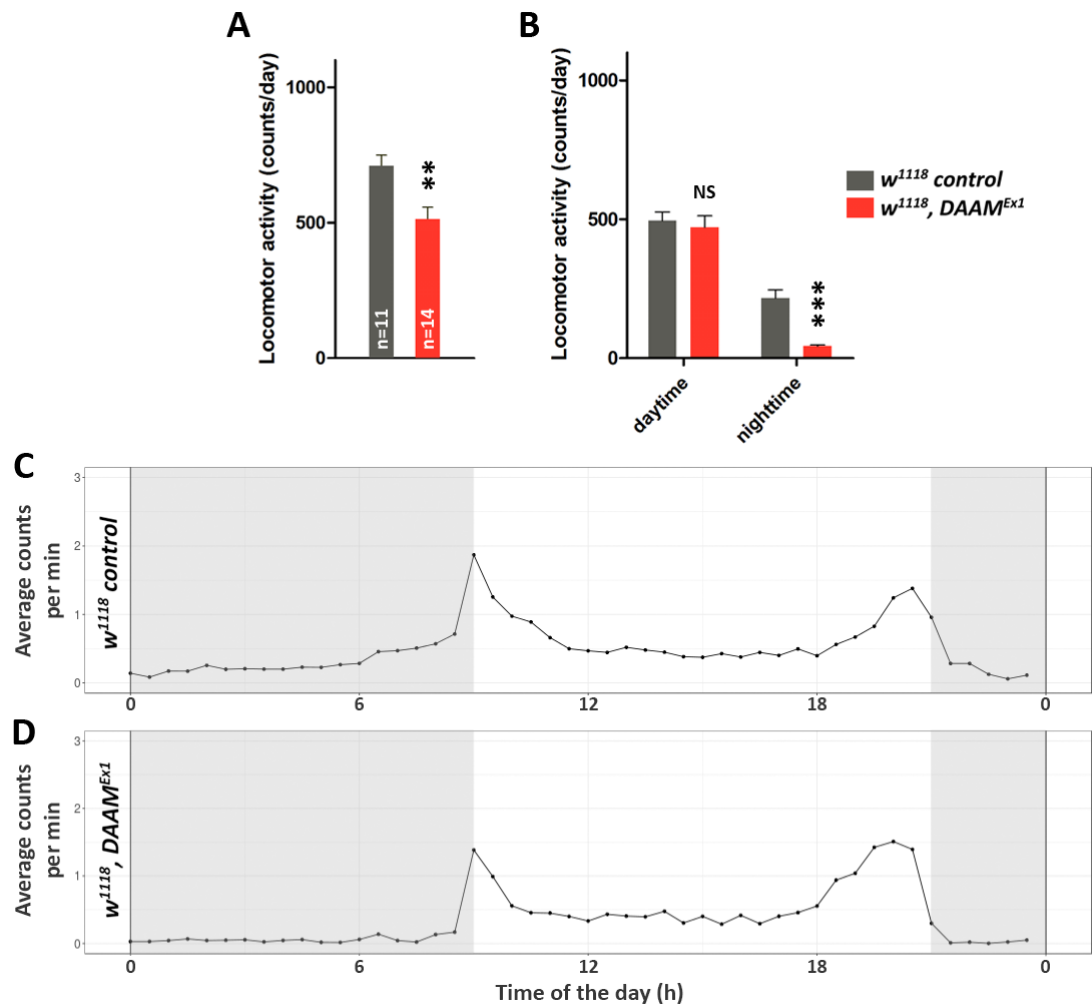 A
B
Locomotor activity (counts/day)
1000
500
0
**
n=11
n=14
Locomotor activity (counts/day)
1000
500
0
NS
***
daytime
nighttime
w1118 control
w1118, DAAMEx1
C
Average counts
per min
w1118 control
3
2
1
0
0 6 12 18 0
D
Average counts
per min
w1118, DAAMEx1
3
2
1
0
0 6 12 18 0
Time of the day (h)